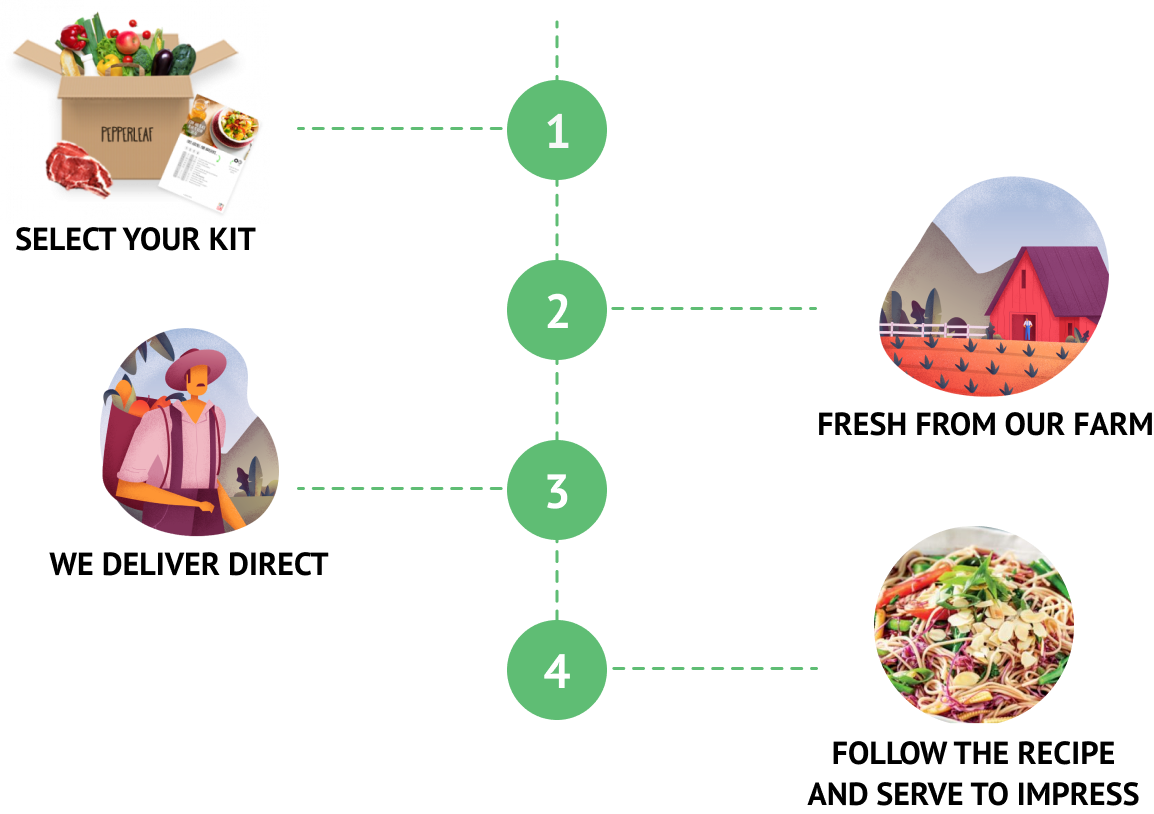 PEPPERLEAF
1
SELECT YOUR KIT
2
FRESH FROM OUR FARM
3
WE DELIVER DIRECT
4
FOLLOW THE RECIPE
AND SERVE TO IMPRESS